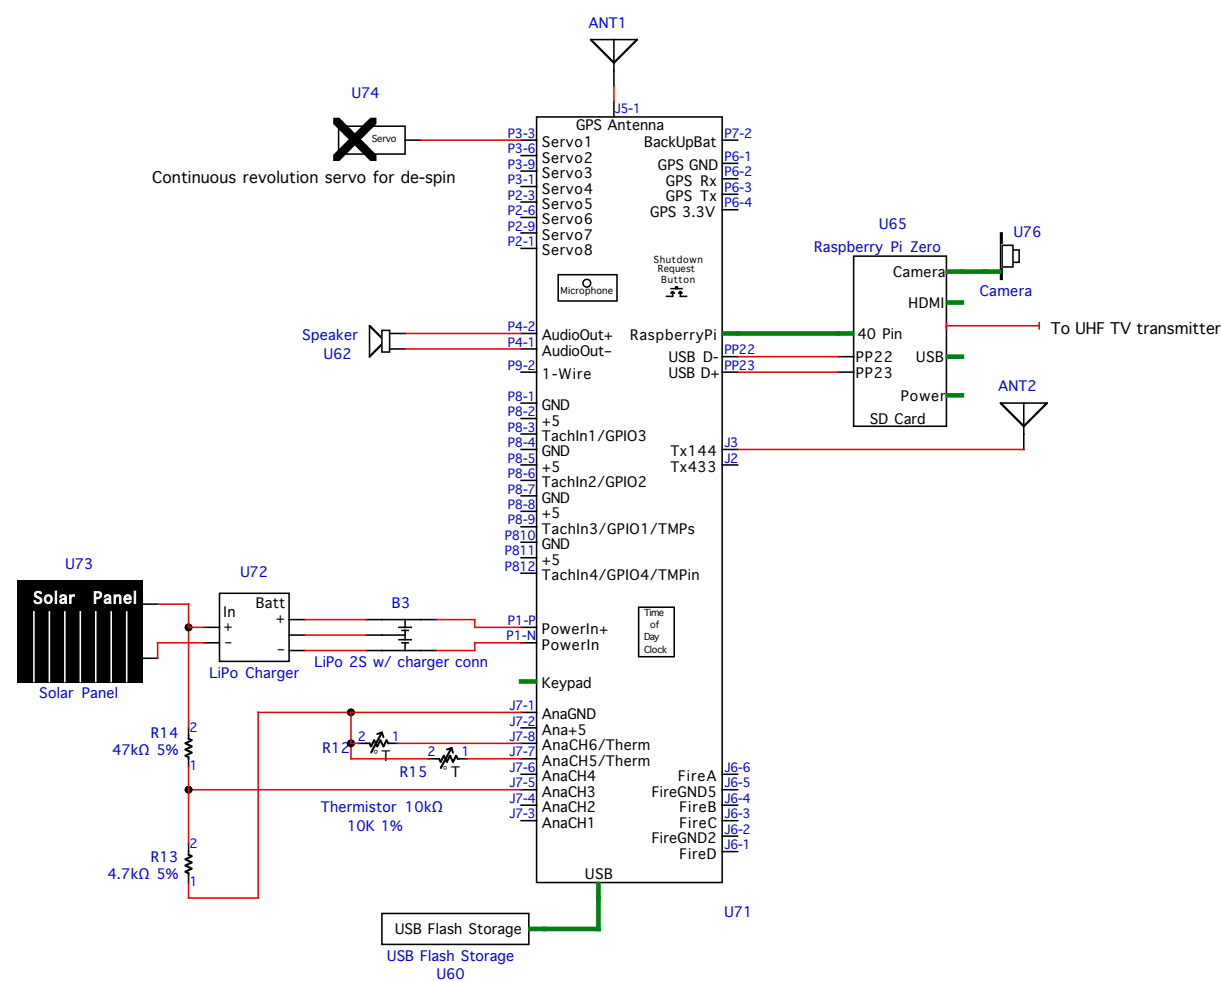 ANT1
J5-1
GPS Antenna
U74
Servo
Continuous revolution servo for de-spin
P3-3 Servo1
P3-6 Servo2
P3-9 Servo3
P3-1 Servo4
P2-3 Servo5
P2-6 Servo6
P2-9 Servo7
P2-1 Servo8
BackUpBat P7-2
GPS GND P6-1
GPS Rx P6-2
GPS Tx P6-3
GPS 3.3V P6-4
Microphone
Shutdown
Request
Button
U65
Raspberry Pi Zero
U76
Camera
Camera
HDMI
To UHF TV transmitter
40 Pin
PP22
PP23
USB
Power
SD Card
ANT2
Speaker
U62
P4-2 AudioOut+
P4-1 AudioOut–
P9-2 1-Wire
RaspberryPi
USB D- PP22
USB D+ PP23
P8-1 GND
P8-2 +5
P8-3 TachIn1/GPIO3
P8-4 GND
P8-5 +5
P8-6 TachIn2/GPIO2
P8-7 GND
P8-8 +5
P8-9 TachIn3/GPIO1/TMPs
P810 GND
P811 +5
P812 TachIn4/GPIO4/TMPin
Tx144 J3
Tx433 J2
U73
Solar Panel
Solar Panel
U72
In
Batt
+
+
–
–
LiPo Charger
B3
LiPo 2S w/ charger conn
P1-P PowerIn+
P1-N PowerIn
Time
of
Day
Clock
Keypad
J7-1 AnaGND
J7-2 Ana+5
J7-8 AnaCH6/Therm
J7-7 AnaCH5/Therm
J7-6 AnaCH4
J7-5 AnaCH3
J7-4 AnaCH2
J7-3 AnaCH1
R12
2
1
° T
R15
2
1
° T
Thermistor 10kΩ
10K 1%
R14
47kΩ 5%
2
1
R13
4.7kΩ 5%
2
1
FireA J6-6
FireGND5 J6-5
FireB J6-4
FireC J6-3
FireGND2 J6-2
FireD J6-1
USB
U71
USB Flash Storage
USB Flash Storage
U60